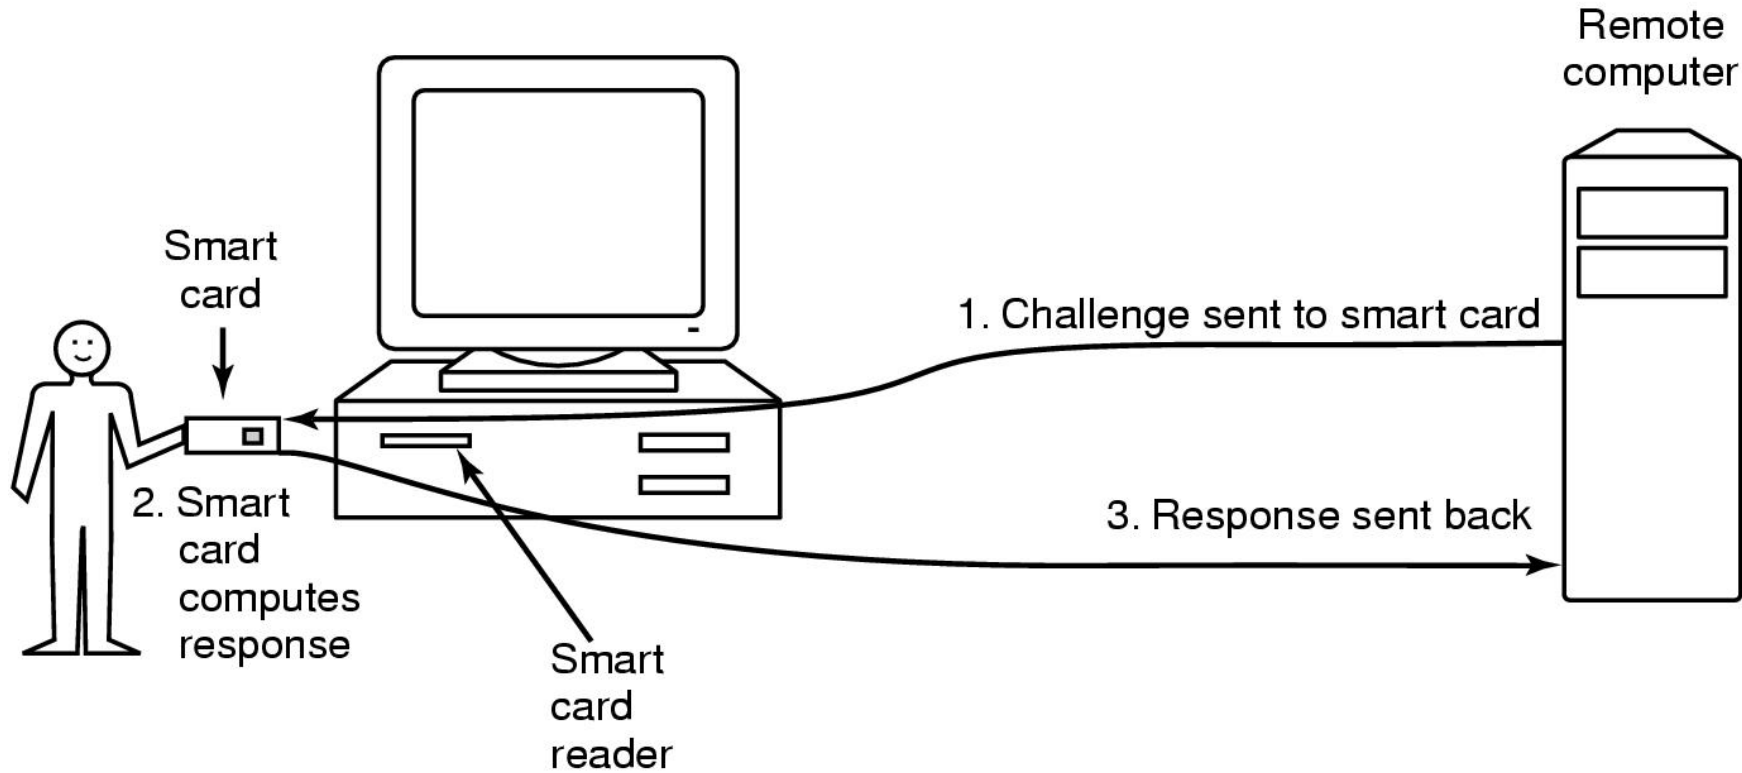 Remote
computer
Smart
card
1. Challenge sent to smart card
2. Smart
card
computes
response
3. Response sent back
Smart
card
reader